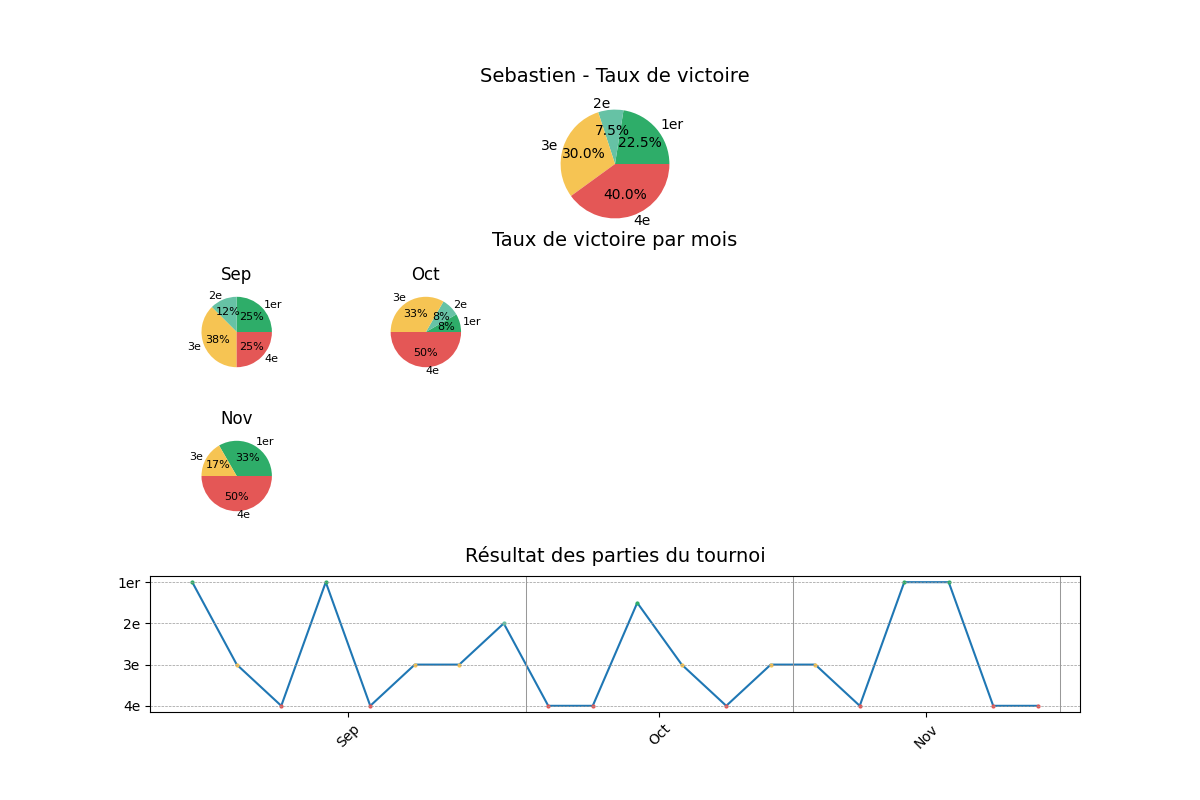 Sebastien - Taux de victoire
2e
1er
7.5%
22.5%
3e
30.0%
40.0%
4e
Taux de victoire par mois
Sep
2e
1er
12%
25%
38%
3e
25%
4e
Oct
3e
2e
33%
8%
1er
8%
50%
4e
Nov
1er
3e
33%
17%
50%
4e
Résultat des parties du tournoi
1er
2e
3e
4e
Sep
Oct
Nov